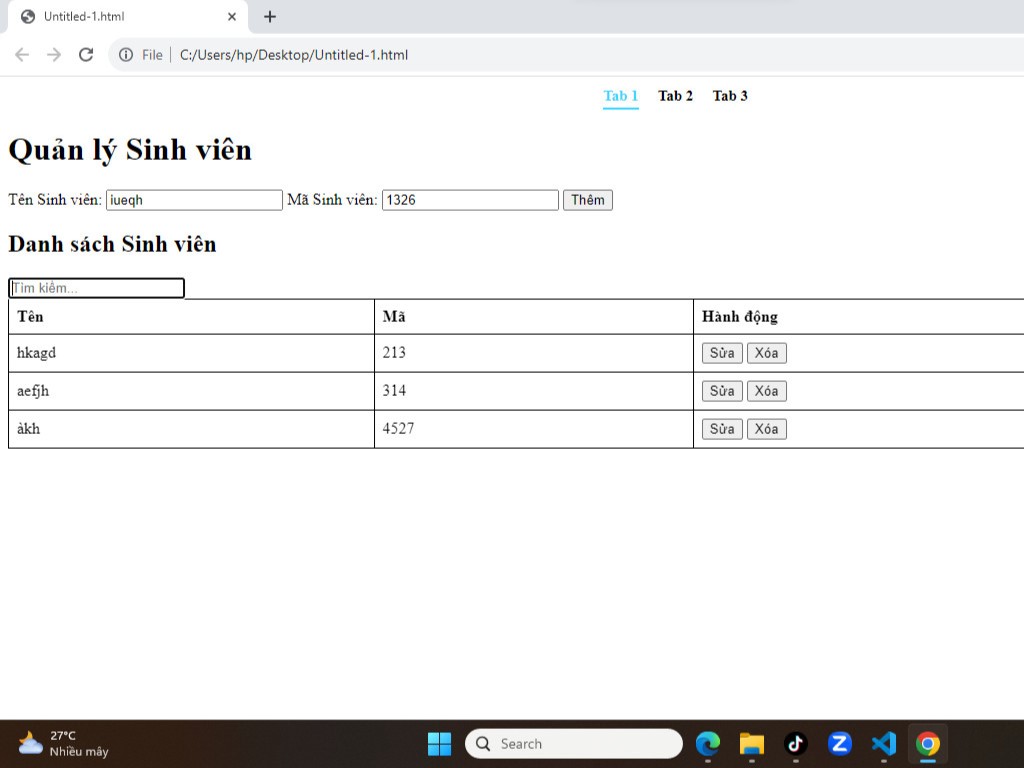 Untitled-1.html
File C:/Users/hp/Desktop/Untitled-1.html
Tab 1 Tab 2 Tab 3
Quản lý Sinh viên
Tên Sinh viên: iueqh Mã Sinh viên: 1326 Thêm
Danh sách Sinh viên
Tìm kiếm...
Tên Mã Hành động
hkagd 213 Sửa Xóa
aefjh 314 Sửa Xóa
àkh 4527 Sửa Xóa
27°C
Nhiều mây
Search